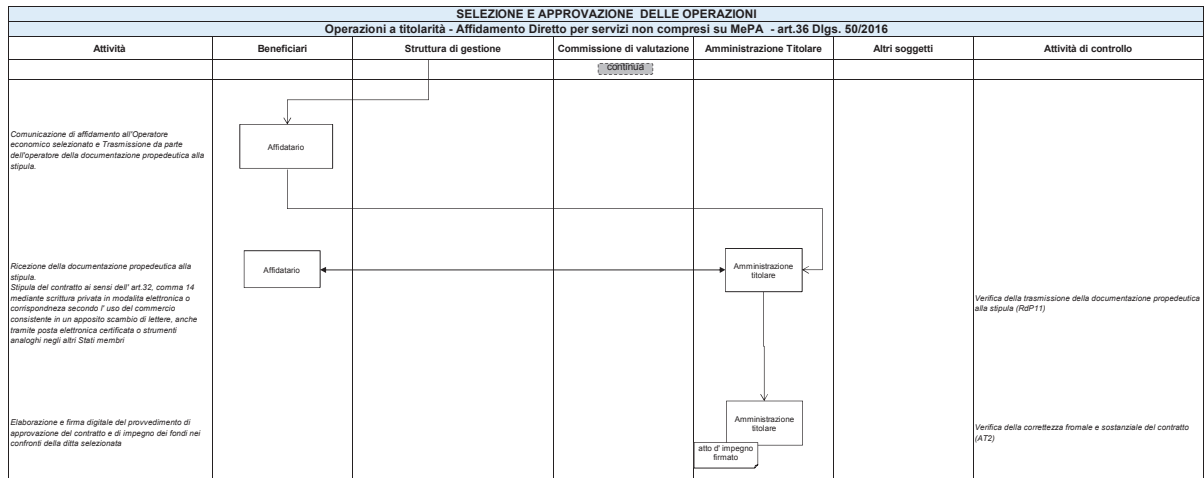 SELEZIONE E APPROVAZIONE DELLE OPERAZIONI
Operazioni a titolarità - Affidamento Diretto per servizi non compresi su MePA - art.36 Dlgs. 50/2016
Attività
Beneficiari
Struttura di gestione
Commissione di valutazione
Amministrazione Titolare
Altri soggetti
Attività di controllo
continua
Comunicazione di affidamento all'Operatore
economico selezionato e Trasmissione da parte
dell'operatore della documentazione propedeutica alla
stipula.
Affidatario
Ricezione della documentazione propedeutica alla
stipula.
Stipula del contratto ai sensi dell' art.32, comma 14
mediante scrittura privata in modalita elettronica o
corrispondneza secondo l' uso del commercio
consistente in un apposito scambio di lettere, anche
tramite posta elettronica certificata o strumenti
analoghi negli altri Stati membri
Affidatario
Amministrazione
titolare
Verifica della trasmissione della documentazione propedeutica
alla stipula (RdP11)
Elaborazione e firma digitale del provvedimento di
approvazione del contratto e di impegno dei fondi nei
confronti della ditta selezionata
Amministrazione
titolare
atto d' impegno
firmato
Verifica della correttezza fromale e sostanziale del contratto
(AT2)